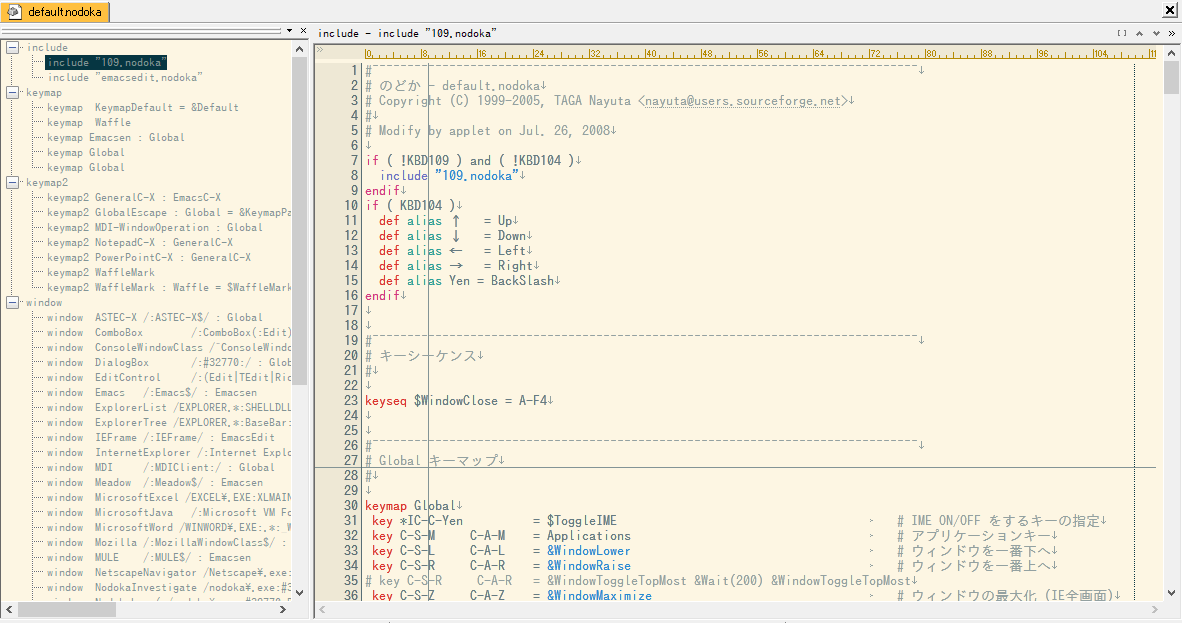 default.nodoka
include - include "109.nodoka"
include
include "109.nodoka"
include "emacsedit.nodoka"
keymap
keymap  KeymapDefault = &Default
keymap  Waffle
keymap Emacsen : Global
keymap Global
keymap Global
keymap2
keymap2 GeneralC-X : EmacsC-X
keymap2 GlobalEscape : Global = &KeymapPa
keymap2 MDI-WindowOperation : Global
keymap2 NotepadC-X : GeneralC-X
keymap2 PowerPointC-X : GeneralC-X
keymap2 WaffleMark
keymap2 WaffleMark : Waffle = $WaffleMark
window
window  ASTEC-X /:ASTEC-X$/ : Global
window  ComboBox        /:ComboBox(:Edit)
window  ConsoleWindowClass /^ConsoleWindo
window  DialogBox       /:#32770:/ : Glob
window  EditControl     /:(Edit|TEdit|Ric
window  Emacs   /:Emacs$/ : Emacsen
window  ExplorerList /EXPLORER.*:SHELLDLL
window  ExplorerTree /EXPLORER.*:BaseBar:
window  IEFrame /:IEFrame/ : EmacsEdit
window  InternetExplorer /:Internet Explo
window  MDI     /:MDIClient:/ : Global
window  Meadow  /:Meadow$/ : Emacsen
window  MicrosoftExcel /EXCEL¥.EXE:XLMAIN
window  MicrosoftJava   /:Microsoft VM Fo
window  MicrosoftWord /WINWORD¥.EXE:.*: W
window  Mozilla /:MozillaWindowClass$/ :
window  MULE    /:MULE$/ : Emacsen
window  NetscapeNavigator /Netscape¥.exe:
window  NodokaInvestigate /nodoka¥.exe:#3
0 8 16 24 32 40 48 56 64 72 80 88 96 104 11
1 #------------------------------------------------------------------------------↓
2 # のどか - default.nodoka↓
3 # Copyright (C) 1999-2005, TAGA Nayuta <nayuta@users.sourceforge.net>↓
4 #↓
5 # Modify by applet on Jul. 26, 2008↓
6 ↓
7 if ( !KBD109 ) and ( !KBD104 )↓
8   include "109.nodoka"↓
9 endif↓
10 if ( KBD104 )↓
11   def alias ↑   = Up↓
12   def alias ↓   = Down↓
13   def alias ←   = Left↓
14   def alias →   = Right↓
15   def alias Yen = BackSlash↓
16 endif↓
17 ↓
18 ↓
19 #------------------------------------------------------------------------------↓
20 # キーシーケンス↓
21 #↓
22 ↓
23 keyseq $WindowClose = A-F4↓
24 ↓
25 ↓
26 #------------------------------------------------------------------------------↓
27 # Global キーマップ↓
28 #↓
29 ↓
30 keymap Global↓
31  key *IC-C-Yen          = $ToggleIME                                    # IME ON/OFF をするキーの指定↓
32  key C-S-M     C-A-M    = Applications                                  # アプリケーションキー↓
33  key C-S-L     C-A-L    = &WindowLower                                  # ウィンドウを一番下へ↓
34  key C-S-R     C-A-R    = &WindowRaise                                  # ウィンドウを一番上へ↓
35 # key C-S-R     C-A-R   = &WindowToggleTopMost &Wait(200) &WindowToggleTopMost↓
36  key C-S-Z     C-A-Z    = &WindowMaximize                               # ウィンドウの最大化 (IE全画面)↓